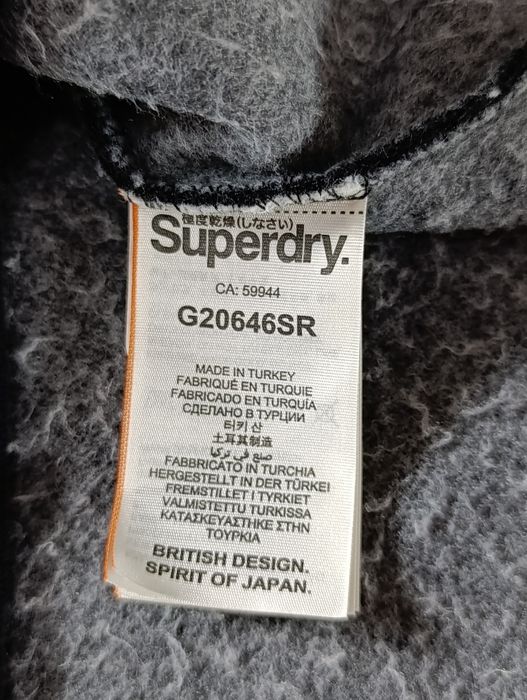 極度乾燥(しなさい)
Superdry.
CA: 59944
G20646SR
MADE IN TURKEY
FABRIQUÉ EN TURQUIE
FABRICADO EN TURQUÍA
СДЕЛАНО В ТУРЦИИ
터키 산
土耳其制造
صنع في تركيا
FABBRICATO IN TURCHIA
HERGESTELLT IN DER TÜRKEI
FREMSTILLET I TYRKIET
VALMISTETTU TURKISSA
ΚΑΤΑΣΚΕΥΑΣΤΗΚΕ ΣΤΗΝ
ΤΟΥΡΚΙΑ
BRITISH DESIGN.
SPIRIT OF JAPAN.